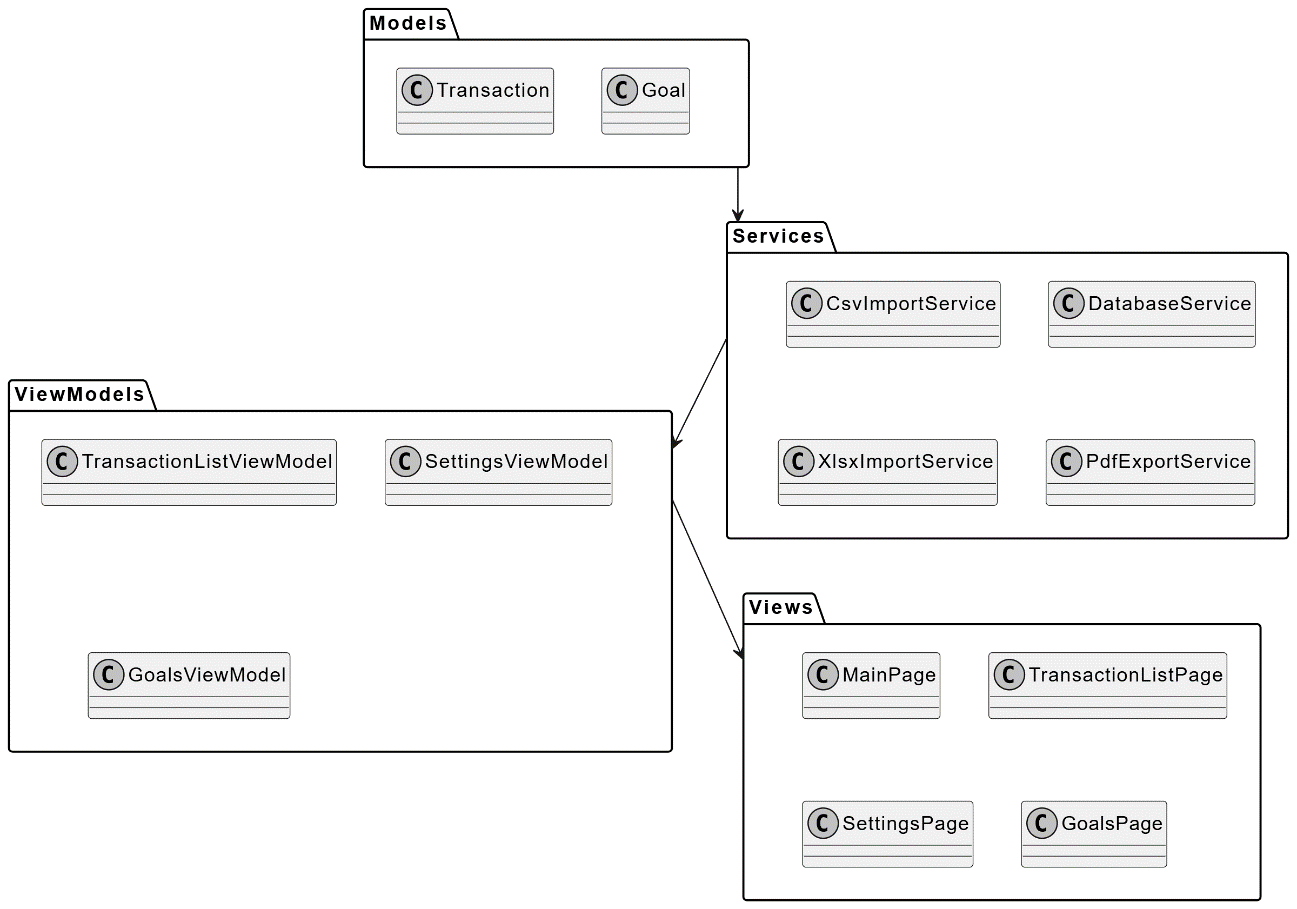 Models
C Transaction
C Goal
Services
C CsvImportService
C DatabaseService
C XlsxImportService
C PdfExportService
ViewModels
C TransactionListViewModel
C SettingsViewModel
C GoalsViewModel
Views
C MainPage
C TransactionListPage
C SettingsPage
C GoalsPage